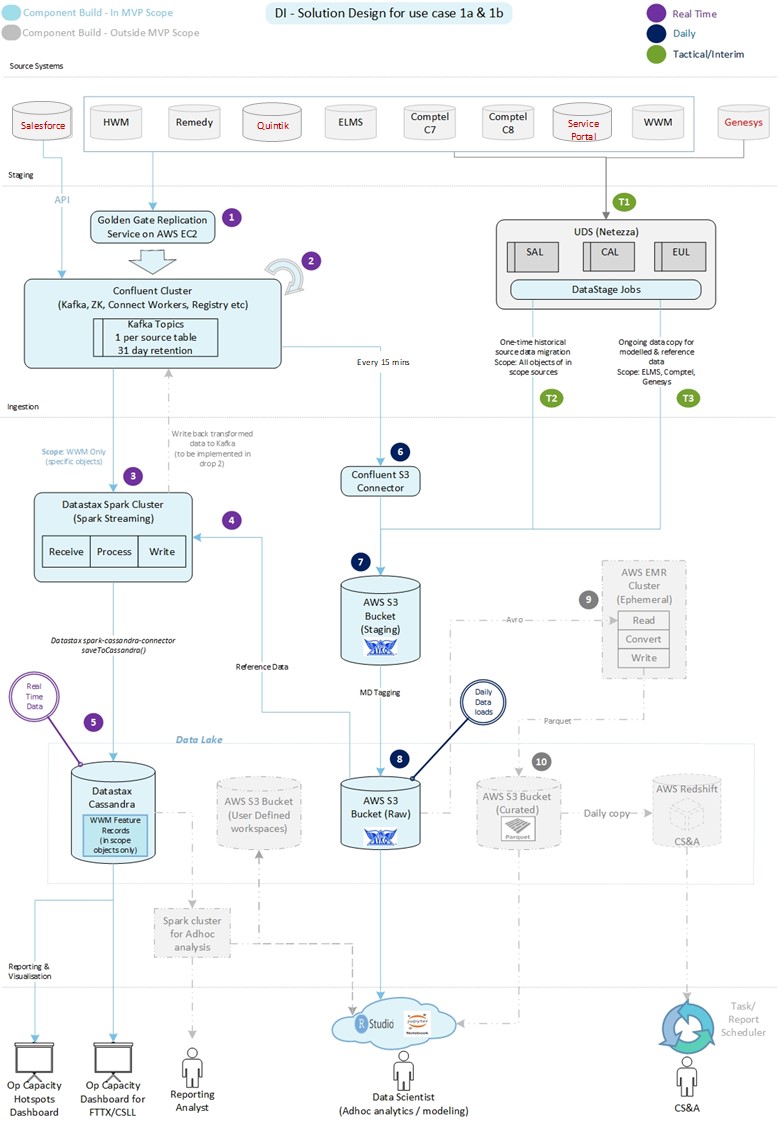 Component Build - In MVP Scope
Component Build - Outside MVP Scope
DI - Solution Design for use case 1a & 1b
Real Time
Daily
Tactical/Interim
Source Systems
Salesforce
HWM
Remedy
Quintik
ELMS
Comptel
C7
Comptel
C8
Service
Portal
WWM
Genesys
Staging
API
Golden Gate Replication
Service on AWS EC2
1
2
T1
UDS (Netezza)
SAL
CAL
EUL
DataStage Jobs
Confluent Cluster
(Kafka, ZK, Connect Workers, Registry etc)
Kafka Topics
1 per source table
31 day retention
Every 15 mins
One-time historical
source data migration
Scope: All objects of in
scope sources
Ongoing data copy for
modelled & reference
data
Scope: ELMS, Comptel,
Genesys
T2
T3
Ingestion
Write back transformed
data to Kafka
(to be implemented in
drop 2)
Scope: WWM Only
(specific objects)
3
6
Confluent S3
Connector
Datastax Spark Cluster
(Spark Streaming)
Receive
Process
Write
4
7
AWS S3
Bucket
(Staging)
AWS EMR
Cluster
(Ephemeral)
Read
Convert
Write
9
Avro
Datastax spark-cassandra-connector
saveToCassandra()
Reference Data
MD Tagging
Real
Time
Data
Daily
Data
loads
Parquet
5
Data Lake
8
10
Datastax
Cassandra
WWM Feature
Records
(in scope
objects only)
AWS S3 Bucket
(User Defined
workspaces)
AWS S3
Bucket (Raw)
AWS S3 Bucket
(Curated)
Parquet
Daily copy
AWS Redshift
CS&A
Spark cluster
for Adhoc
analysis
Reporting &
Visualisation
R Studio
jupyter
Notebook
Task/
Report
Scheduler
Op Capacity
Hotspots
Dashboard
Op Capacity
Dashboard for
FTTX/CSLL
Reporting
Analyst
Data Scientist
(Adhoc analytics / modeling)
CS&A